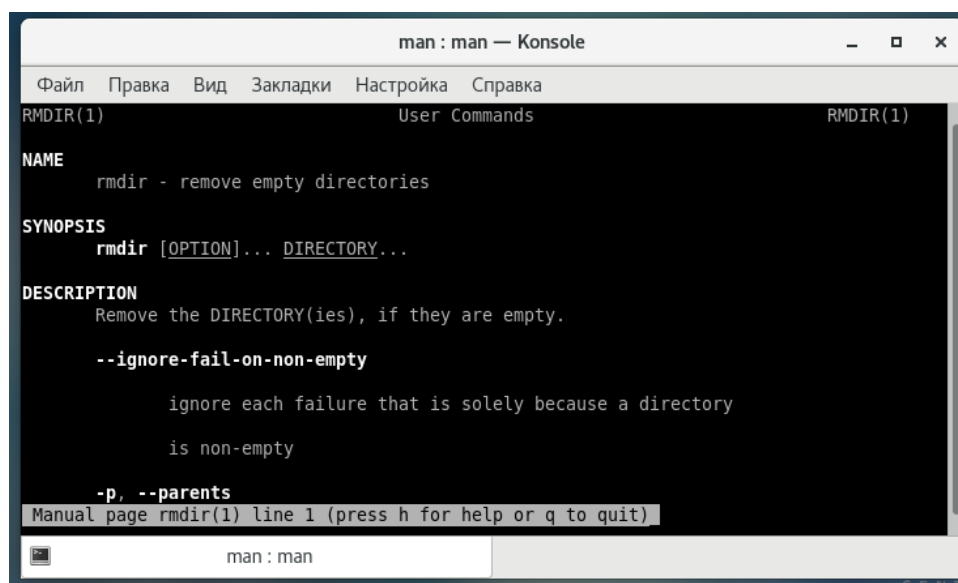 man : man — Konsole
Файл Правка Вид Закладки Настройка Справка
RMDIR(1) User Commands RMDIR(1)
NAME
rmdir - remove empty directories
SYNOPSIS
rmdir [OPTION]... DIRECTORY...
DESCRIPTION
Remove the DIRECTORY(ies), if they are empty.
--ignore-fail-on-non-empty
ignore each failure that is solely because a directory
is non-empty
-p, --parents
Manual page rmdir(1) line 1 (press h for help or q to quit)
man : man